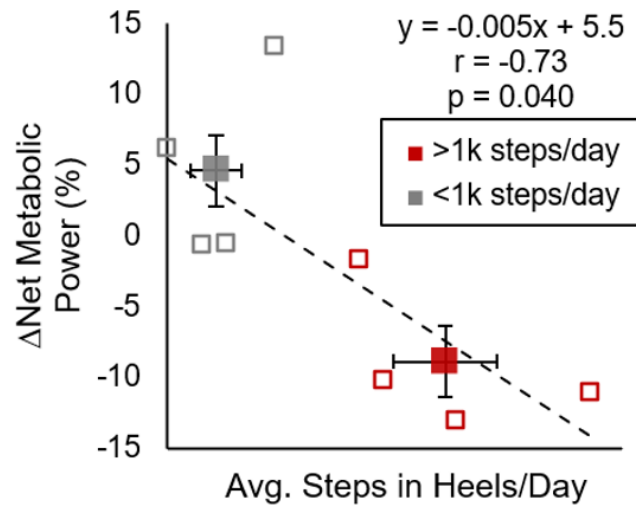 y = -0.005x + 5.5
r = -0.73
p = 0.040
>1k steps/day
<1k steps/day
15
10
5
0
-5
-10
-15
ΔNet Metabolic
Power (%)
Avg. Steps in Heels/Day